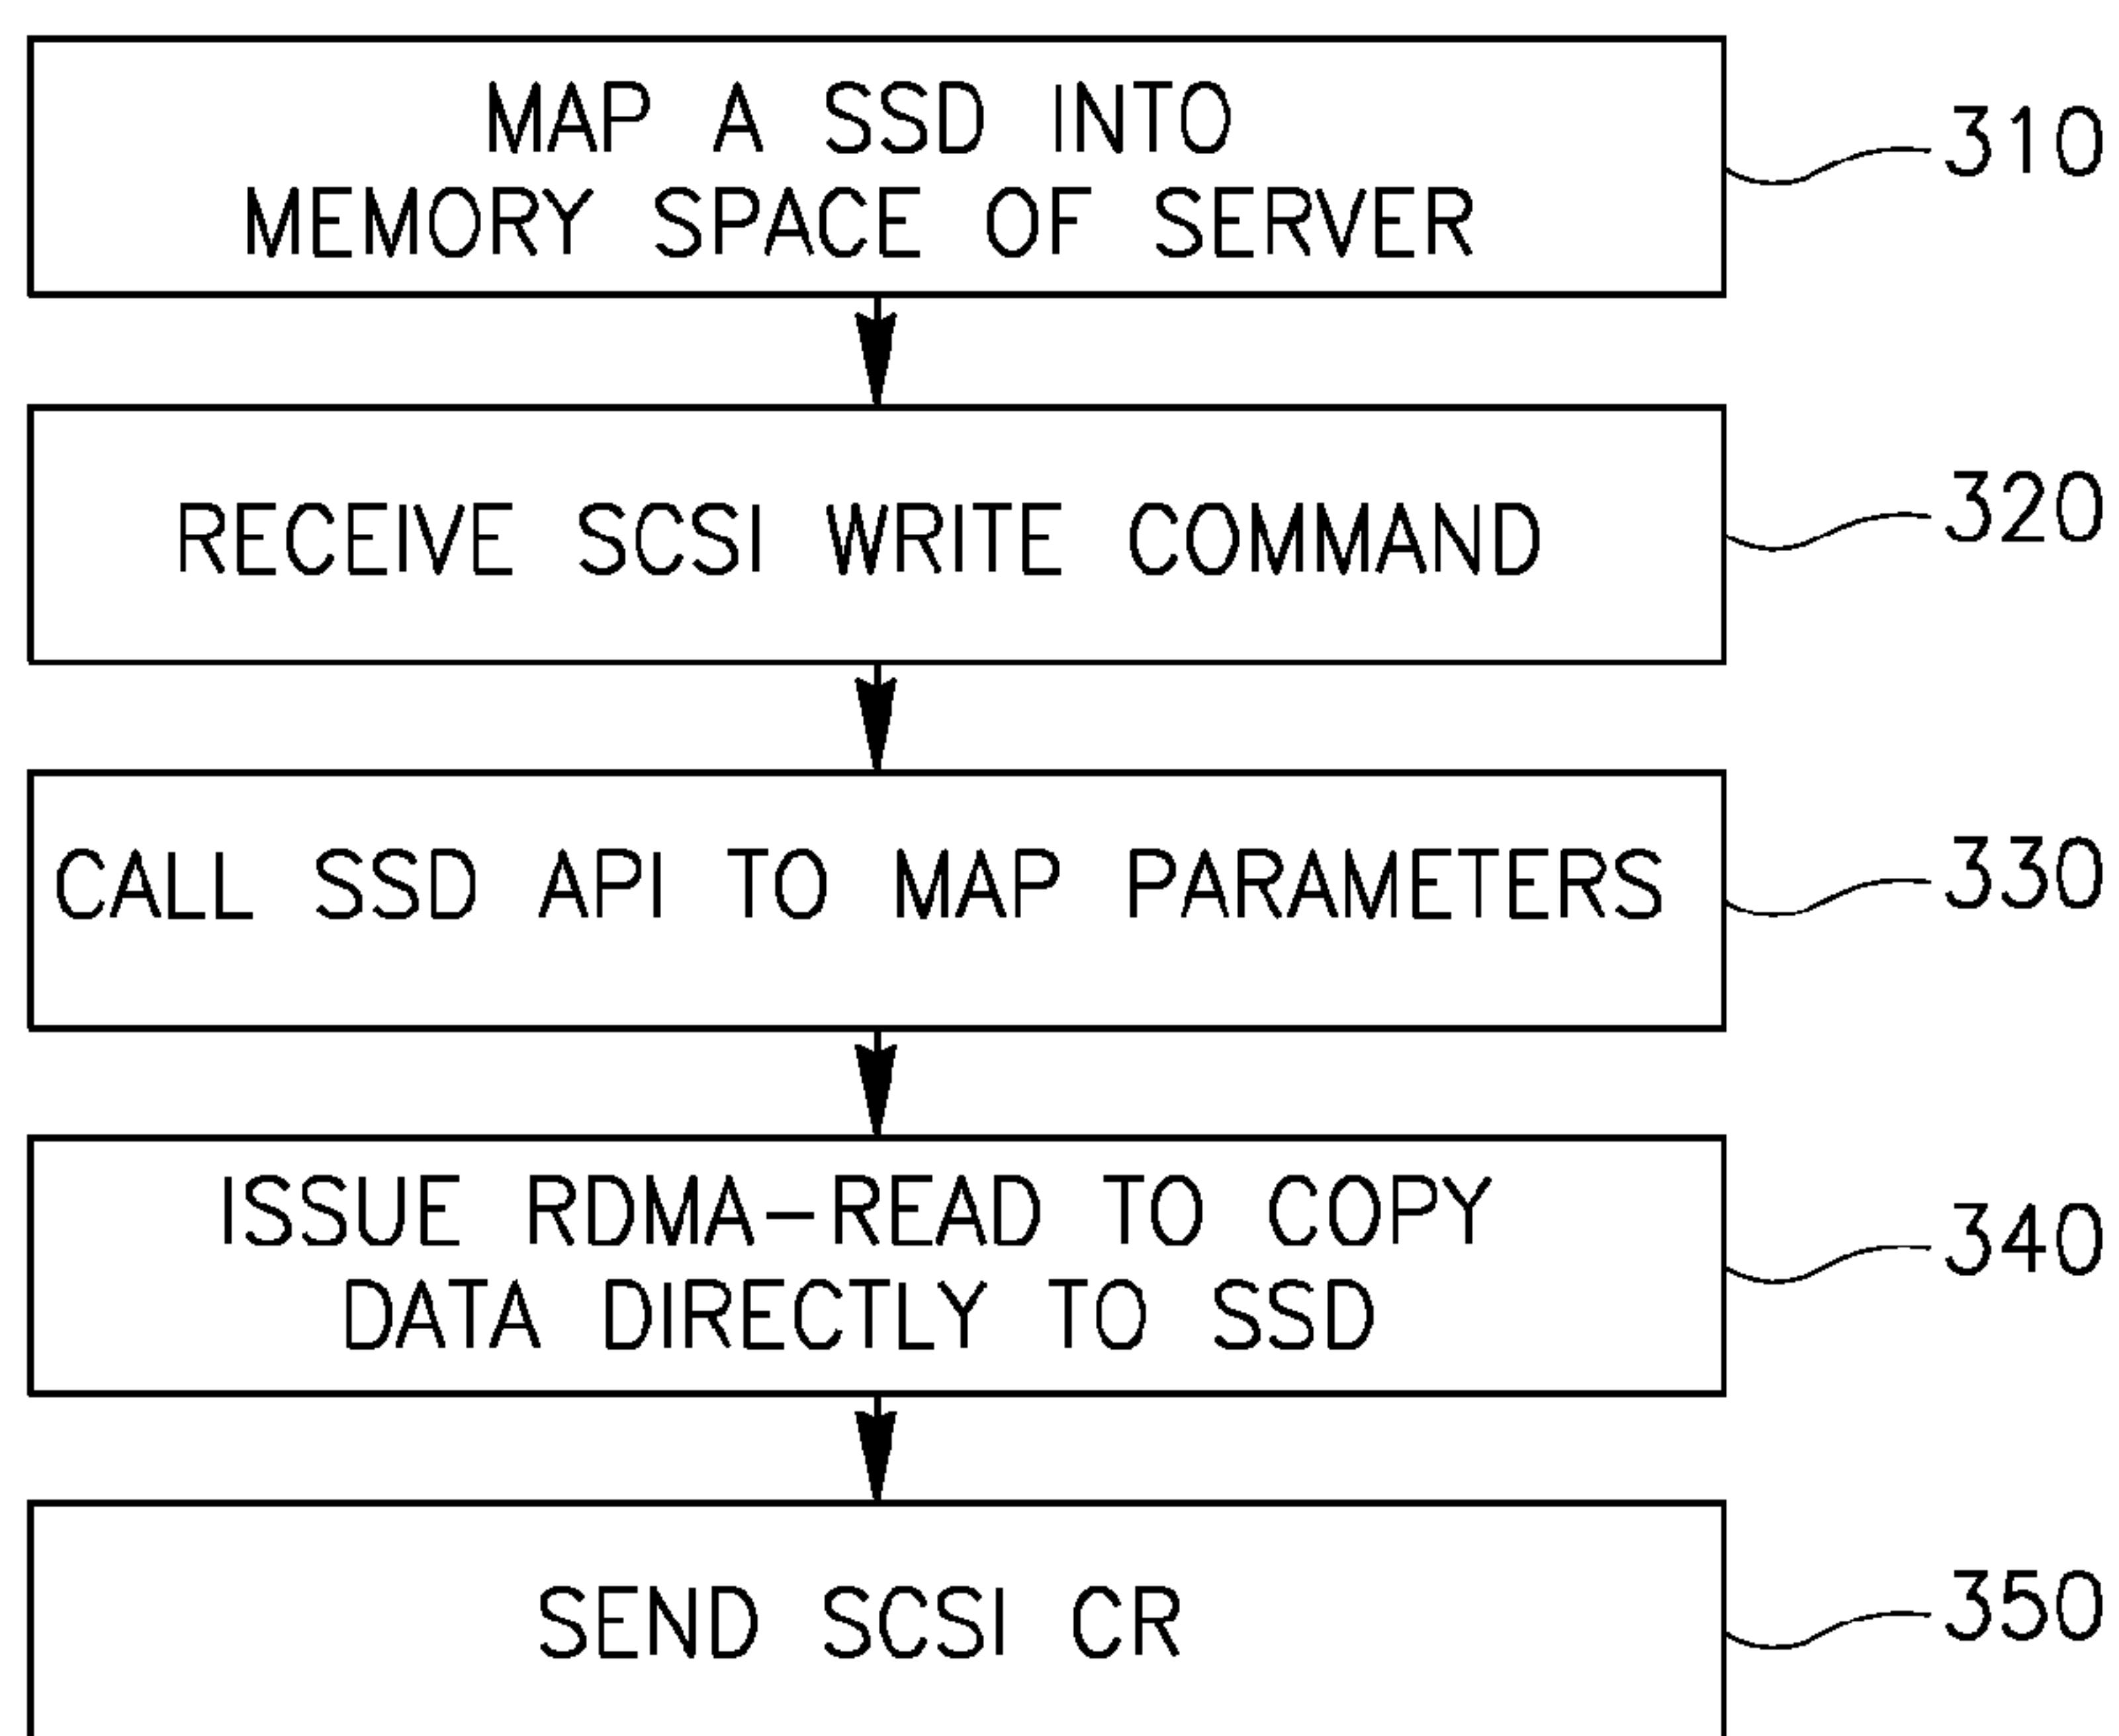 MAP A SSD INTO
MEMORY SPACE OF SERVER
310
RECEIVE SCSI WRITE COMMAND
320
CALL SSD API TO MAP PARAMETERS
330
ISSUE RDMA-READ TO COPY
DATA DIRECTLY TO SSD
340
SEND SCSI CR
350